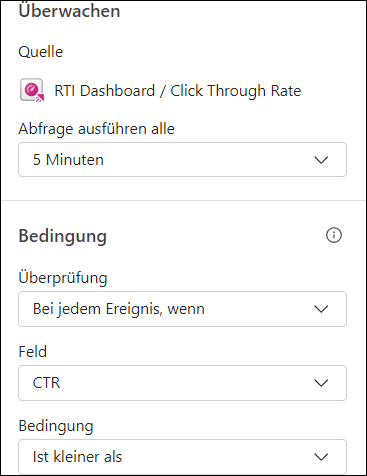 Überwachen
Quelle
RTI Dashboard / Click Through Rate
Abfrage ausführen alle
5 Minuten
Bedingung
Überprüfung
Bei jedem Ereignis, wenn
Feld
CTR
Bedingung
Ist kleiner als